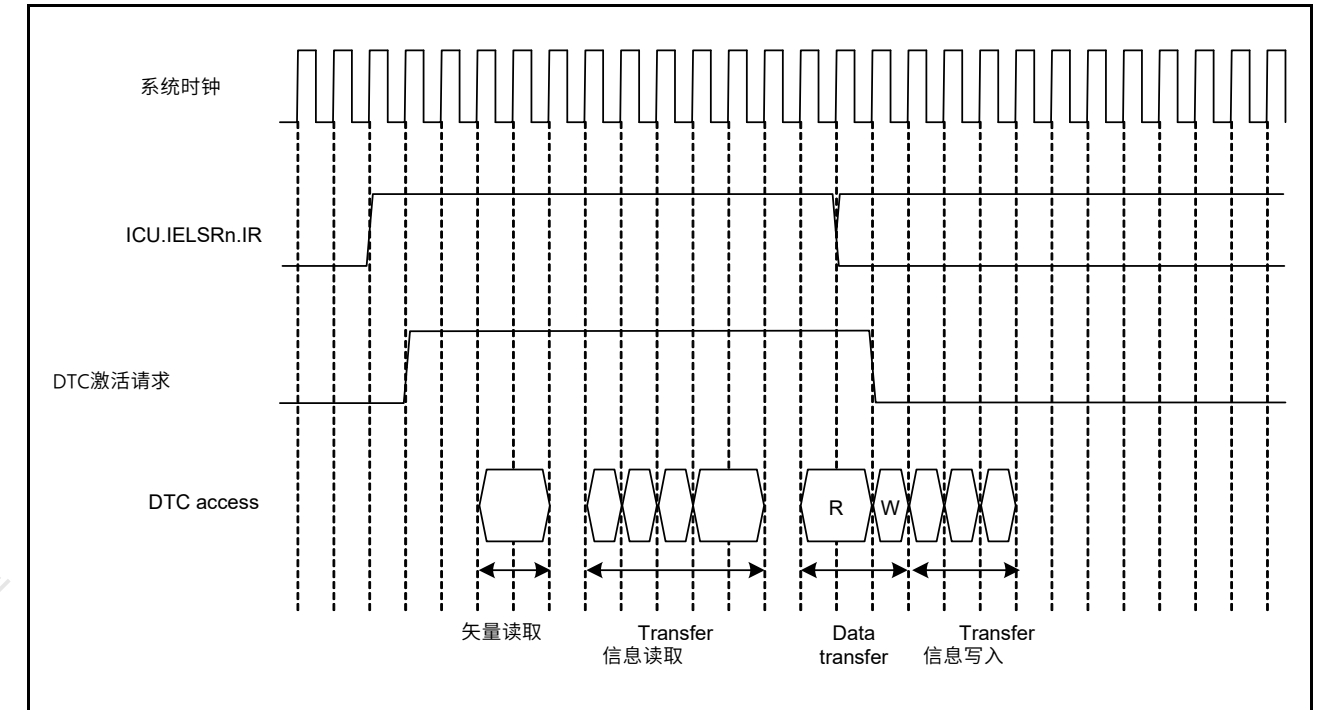 系统时钟
ICU.IELSRn.IR
DTC激活请求
DTC access
R
W
矢量读取
Transfer
信息读取
Data
transfer
Transfer
信息写入